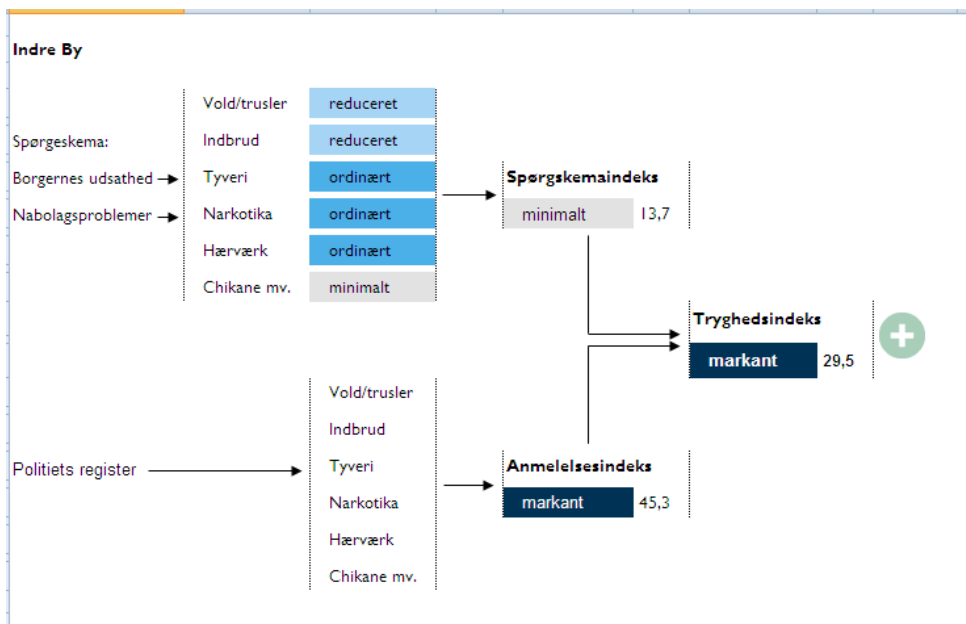 Indre By
Spørgeskema:
Borgernes udsathed
Nabolagsproblemer
Vold/trusler reduceret
Indbrud reduceret
Tyveri ordinært
Narkotika ordinært
Hærværk ordinært
Chikane mv. minimalt
Spørgskemaindeks
minimalt 13,7
Tryghedsindeks
markant 29,5
Politiets register
Vold/trusler
Indbrud
Tyveri
Narkotika
Hærværk
Chikane mv.
Anmelelsesindeks
markant 45,3